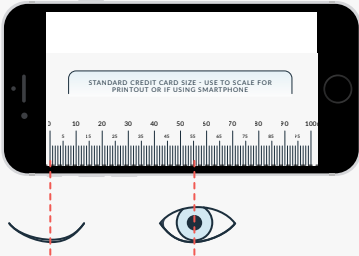 STANDARD CREDIT CARD SIZE - USE TO SCALE FOR
PRINTOUT OR IF USING SMARTPHONE
0 10 20 30 40 50 60 70 80 90 100
5 15 25 35 45 55 65 75 85 95